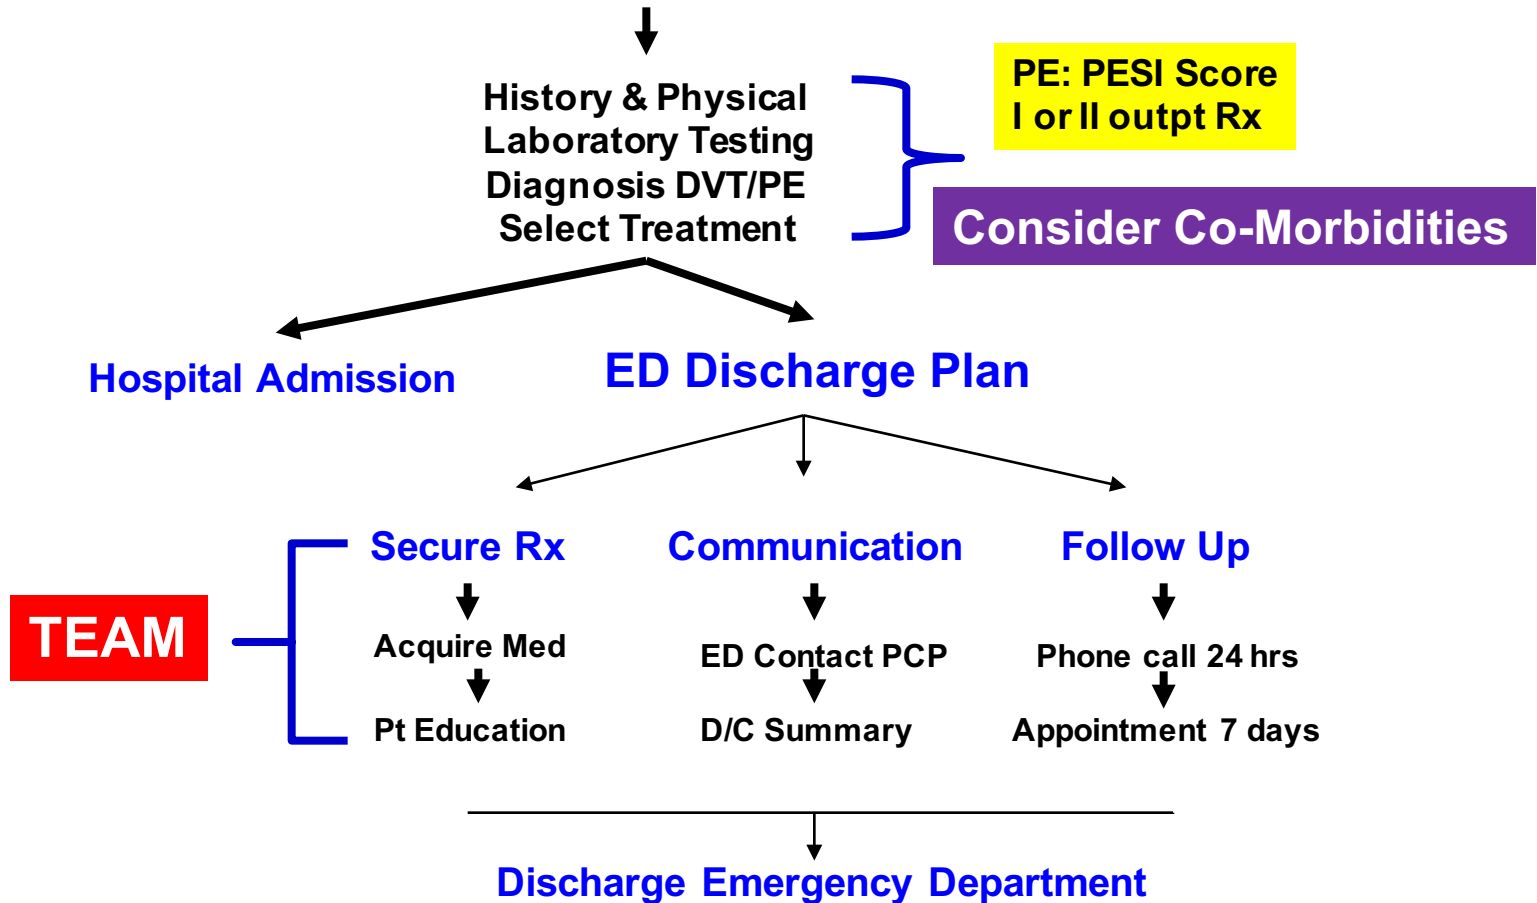 History & Physical
Laboratory Testing
Diagnosis DVT/PE
Select Treatment
PE: PESI Score
I or II outpt Rx
Consider Co-Morbidities
Hospital Admission
ED Discharge Plan
TEAM
Secure Rx
Acquire Med
Pt Education
Communication
ED Contact PCP
D/C Summary
Follow Up
Phone call 24 hrs
Appointment 7 days
Discharge Emergency Department